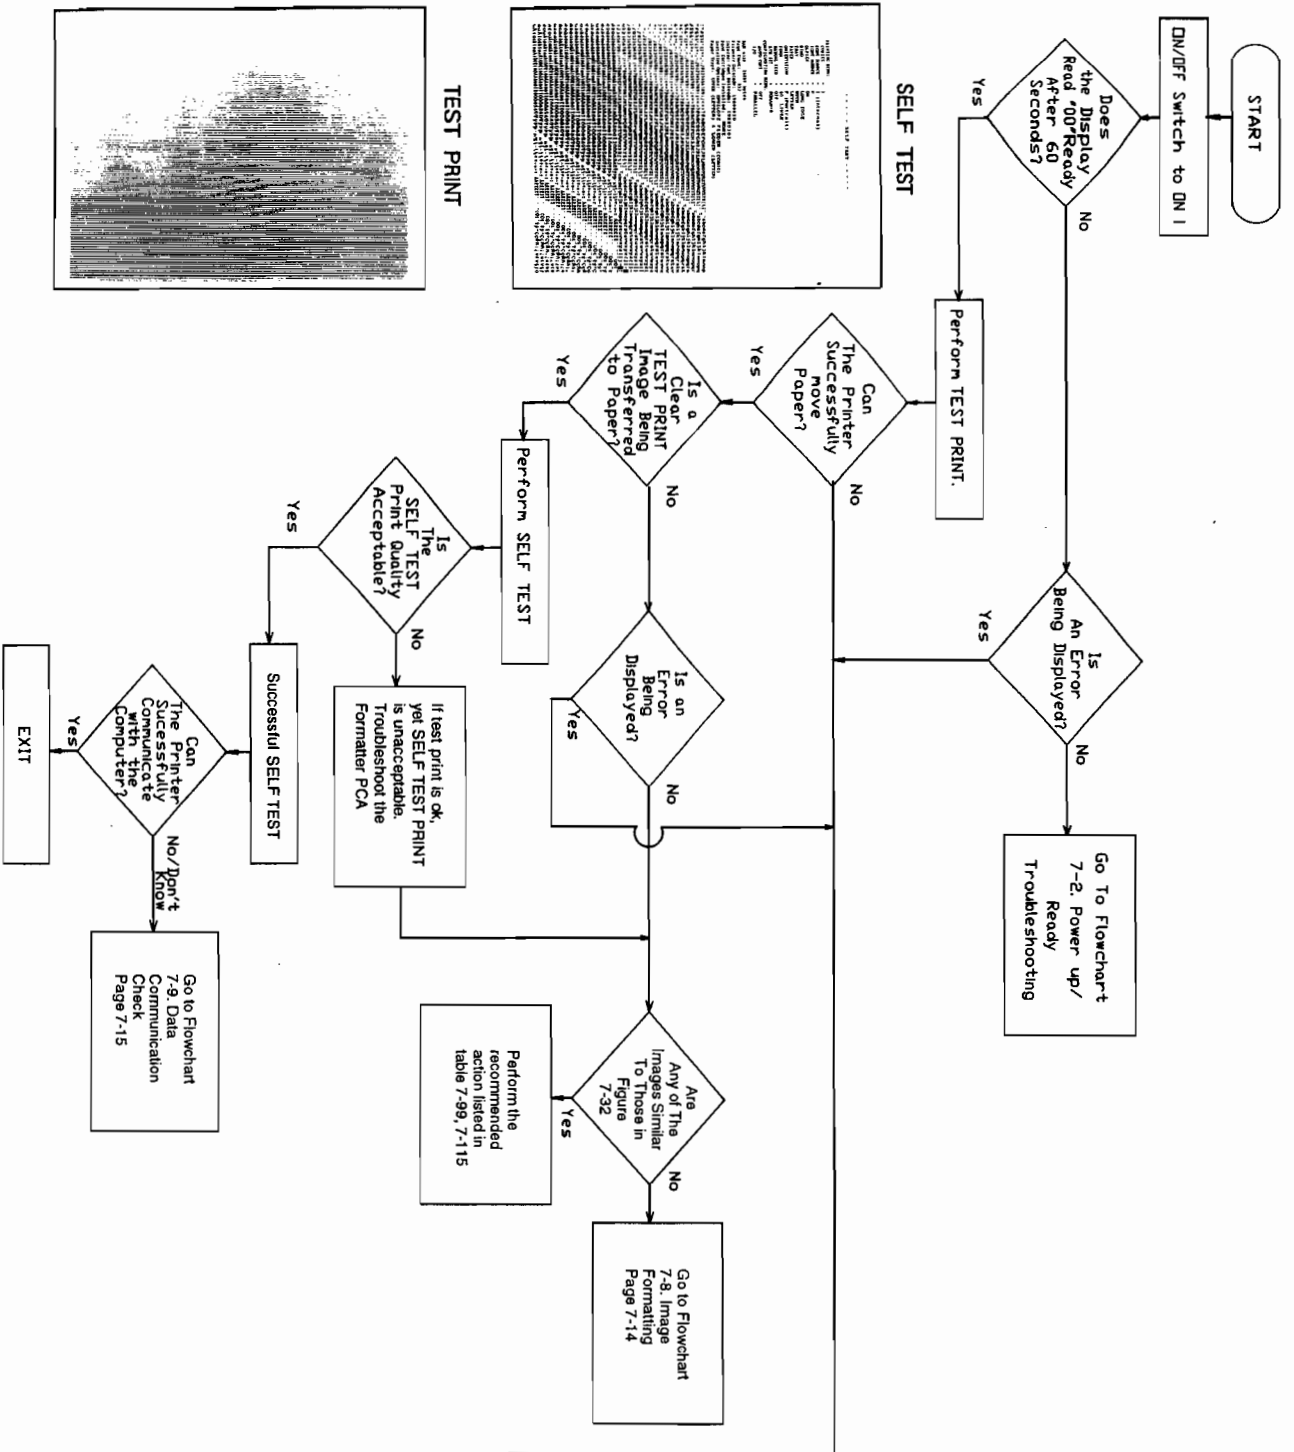 START
ON/OFF Switch to ON I
Does
the Display
Read "00"Ready
After 60
Seconds?
No
Yes
Is
An Error
Being Displayed?
No
Yes
Go To Flowchart
7-2. Power up/
Ready
Troubleshooting
Perform TEST PRINT.
Can
The Printer
Successfully
move
Paper?
No
Yes
Is a
Clear
TEST PRINT
Image Being
Transferred
to Paper?
No
Yes
Is an
Error
Being
Displayed?
No
Yes
Are
Any of The
Images Similar
To Those in
Figure
7-32
No
Yes
Go to Flowchart
7-8. Image
Formatting
Page 7-14
Perform the
recommended
action listed in
table 7-99, 7-115
Perform SELF TEST
Is
The
SELF TEST
Print Quality
Acceptable?
No
Yes
If test print is ok,
yet SELF TEST PRINT
is unacceptable.
Troubleshoot the
Formatter PCA
Successful SELF TEST
Can
The Printer
Sucessfully
Communicate
with the
Computer?
No/Don't
Know
Yes
Go to Flowchart
7-9. Data
Communication
Check
Page 7-15
EXIT
SELF TEST
TEST PRINT